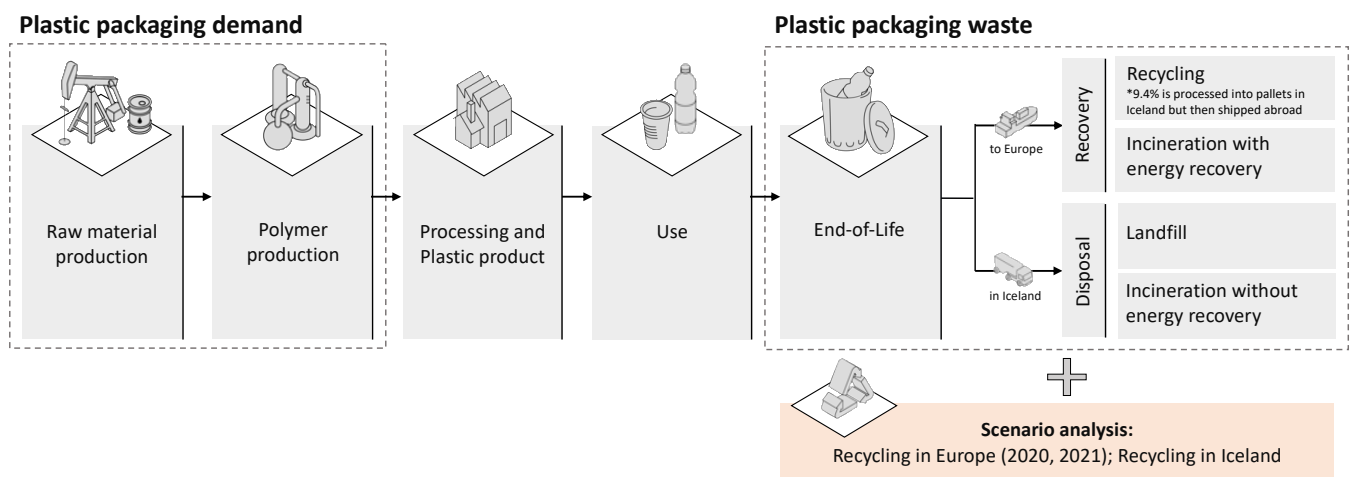 Plastic packaging demand
Plastic packaging waste
Raw material
production
Polymer
production
Processing and
Plastic product
Use
End-of-Life
to Europe
in Iceland
Recovery
Recycling
*9.4% is processed into pallets in
Iceland but then shipped abroad
Incineration with
energy recovery
Disposal
Landfill
Incineration without
energy recovery
Scenario analysis:
Recycling in Europe (2020, 2021); Recycling in Iceland